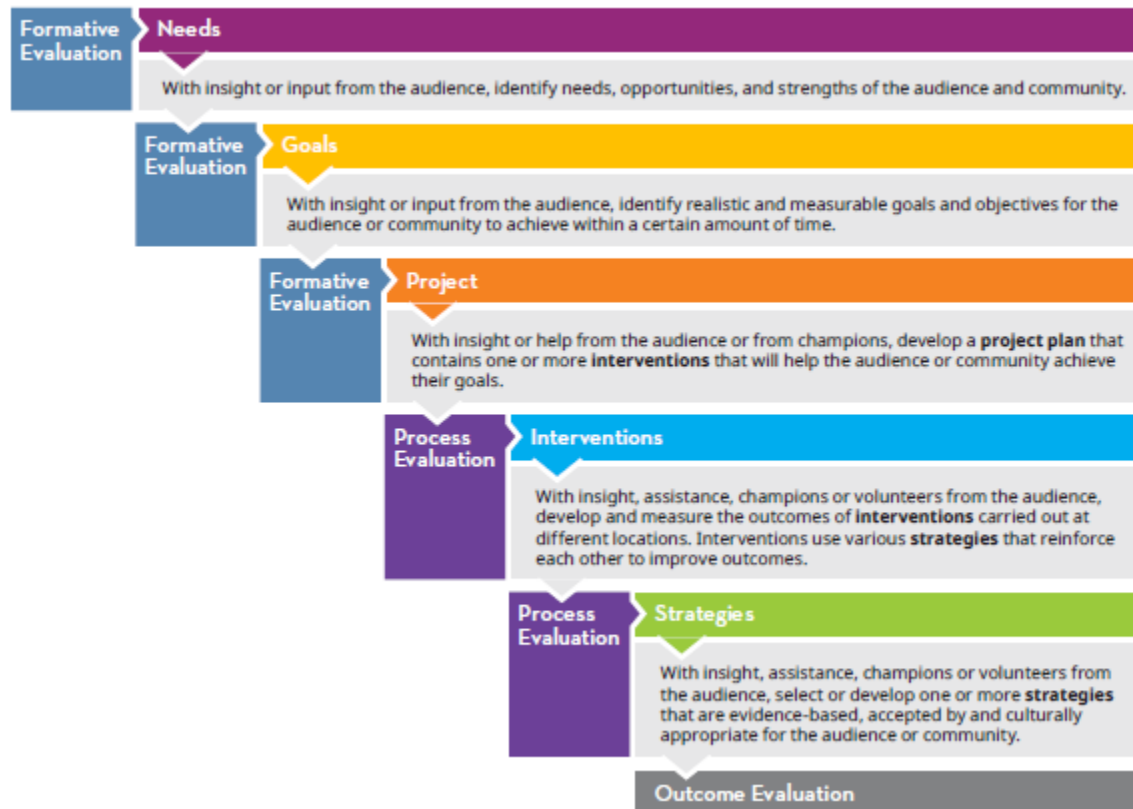 Formative
Evaluation
Needs
With insight or input from the audience, identify needs, opportunities, and strengths of the audience and community.
Formative
Evaluation
Goals
With insight or input from the audience, identify realistic and measurable goals and objectives for the
audience or community to achieve within a certain amount of time.
Formative
Evaluation
Project
With insight or help from the audience or from champions, develop a project plan that
contains one or more interventions that will help the audience or community achieve
their goals.
Process
Evaluation
Interventions
With insight, assistance, champions or volunteers from the audience,
develop and measure the outcomes of interventions carried out at
different locations. Interventions use various strategies that reinforce
each other to improve outcomes.
Process
Evaluation
Strategies
With insight, assistance, champions or volunteers from
the audience, select or develop one or more strategies
that are evidence-based, accepted by and culturally
appropriate for the audience or community.
Outcome Evaluation